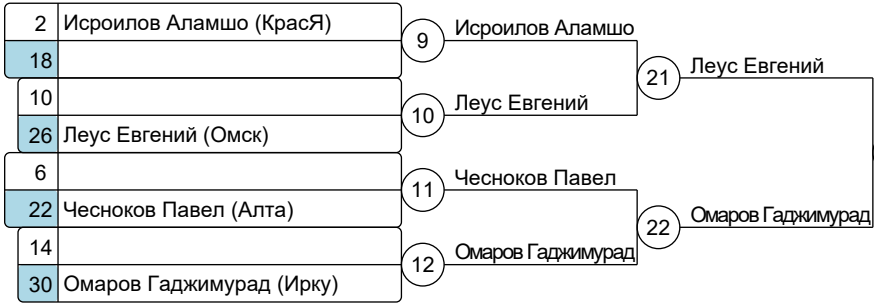 2 Исроилов Аламшо (КрасЯ)
9 Исроилов Аламшо
18
21 Леус Евгений
10
10 Леус Евгений
26 Леус Евгений (Омск)
6
11 Чесноков Павел
22 Чесноков Павел (Алта)
22 Омаров Гаджимурад
14
12 Омаров Гаджимурад
30 Омаров Гаджимурад (Ирку)